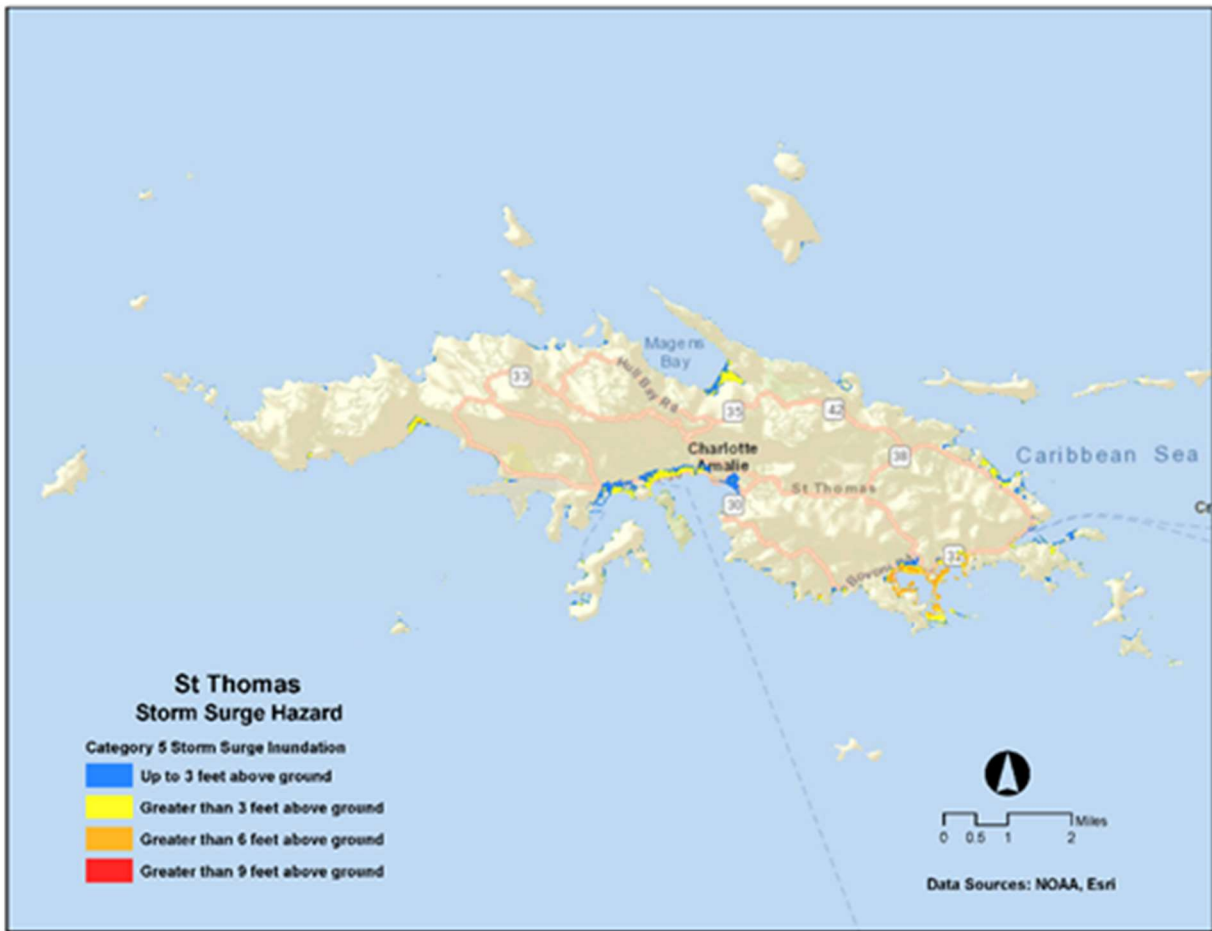 Magens
Bay
Hull Bay Rd
33
35
42
Charlotte
Amalie
38
Caribbean Sea
St Thomas
30
32
Bovoni Rd
St Thomas
Storm Surge Hazard
Category 5 Storm Surge Inundation
Up to 3 feet above ground
Greater than 3 feet above ground
Greater than 6 feet above ground
Greater than 9 feet above ground
Miles
0 0.5 1 2
Data Sources: NOAA, Esri